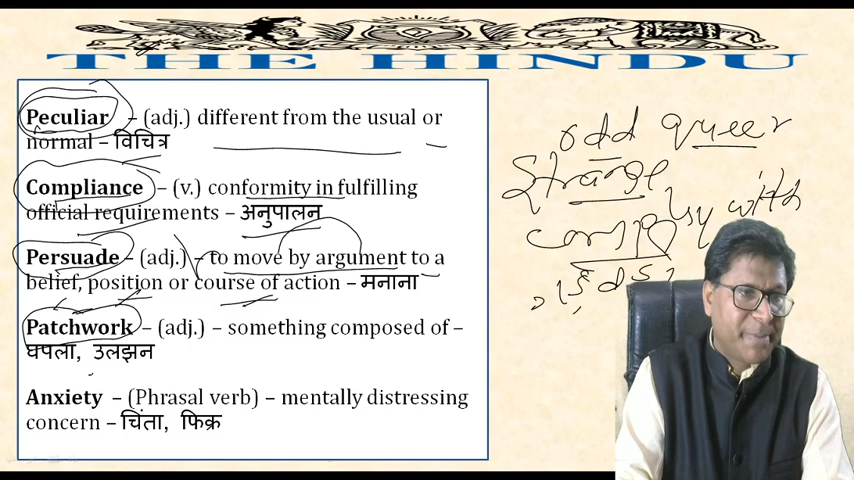 THE HINDU
Peculiar – (adj.) different from the usual or
normal – विचित्र
Compliance – (v.) conformity in fulfilling
official requirements – अनुपालन
Persuade – (adj.) – to move by argument to a
belief, position or course of action – मनाना
Patchwork – (adj.) – something composed of –
घपला, उलझन
Anxiety – (Phrasal verb) – mentally distressing
concern – चिंता, फिक्र
odd queer
strange
comply with